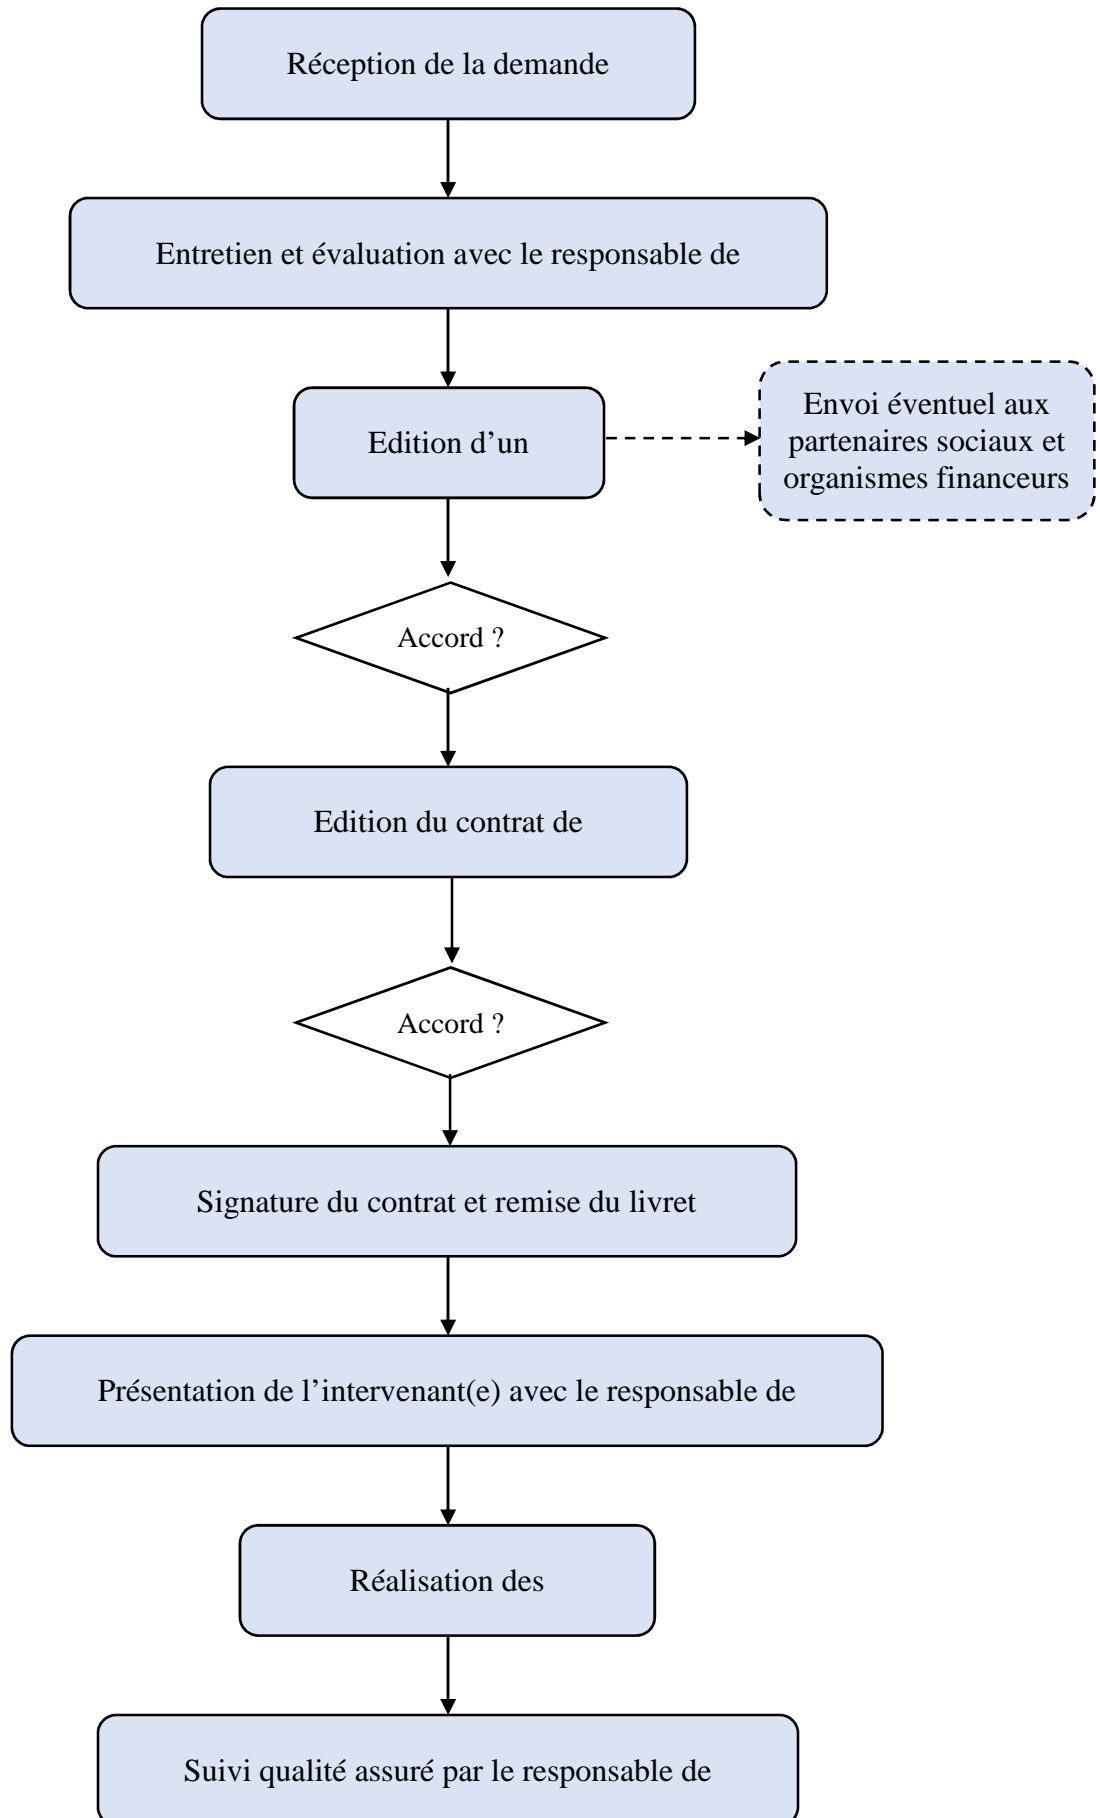 Réception de la demande
Entretien et évaluation avec le responsable de
Edition d’un
Envoi éventuel aux
partenaires sociaux et
organismes financeurs
Accord ?
Edition du contrat de
Accord ?
Signature du contrat et remise du livret
Présentation de l’intervenant(e) avec le responsable de
Réalisation des
Suivi qualité assuré par le responsable de